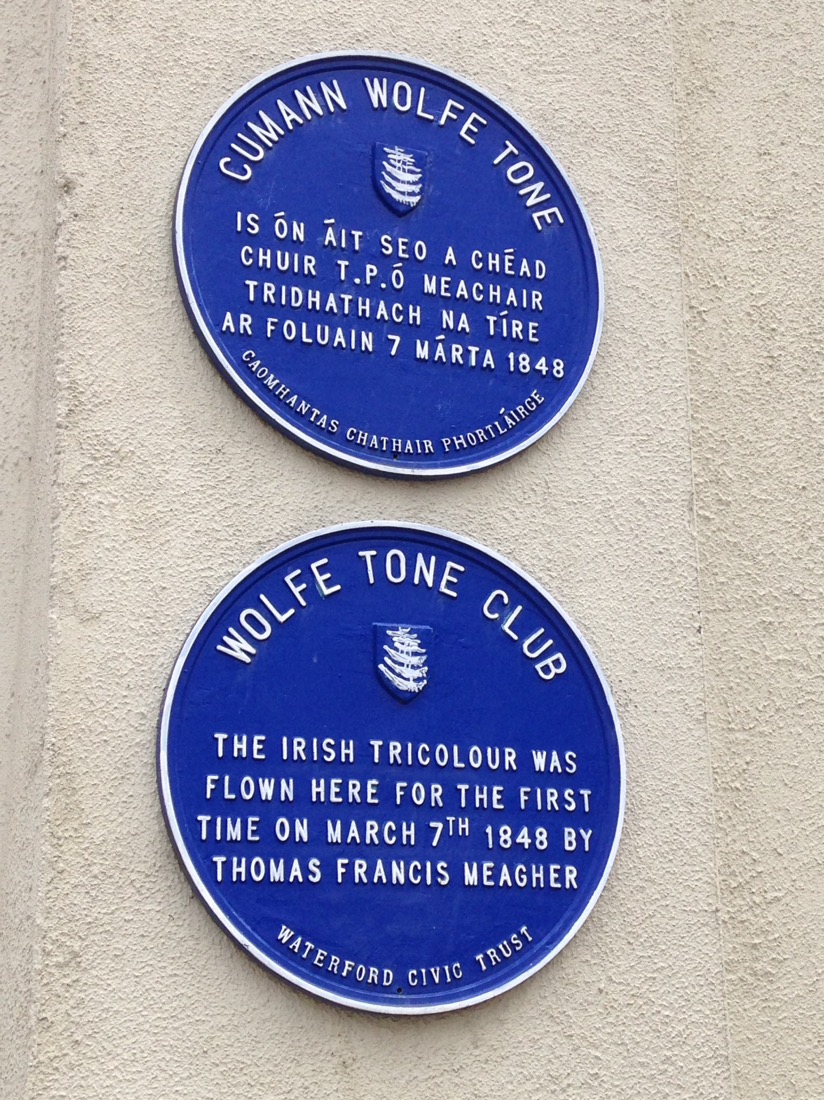 CUMANN WOLFE TONE
IS ÓN ÁIT SEO A CHÉAD
CHUIR T.P.Ó MEACHAIR
TRIDHATHACH NA TÍRE
AR FOLUAIN 7 MÁRTA 1848
CAOMHANTAS CHATHAIR PHORTLÁIRGE
WOLFE TONE CLUB
THE IRISH TRICOLOUR WAS
FLOWN HERE FOR THE FIRST
TIME ON MARCH 7TH 1848 BY
THOMAS FRANCIS MEAGHER
WATERFORD CIVIC TRUST